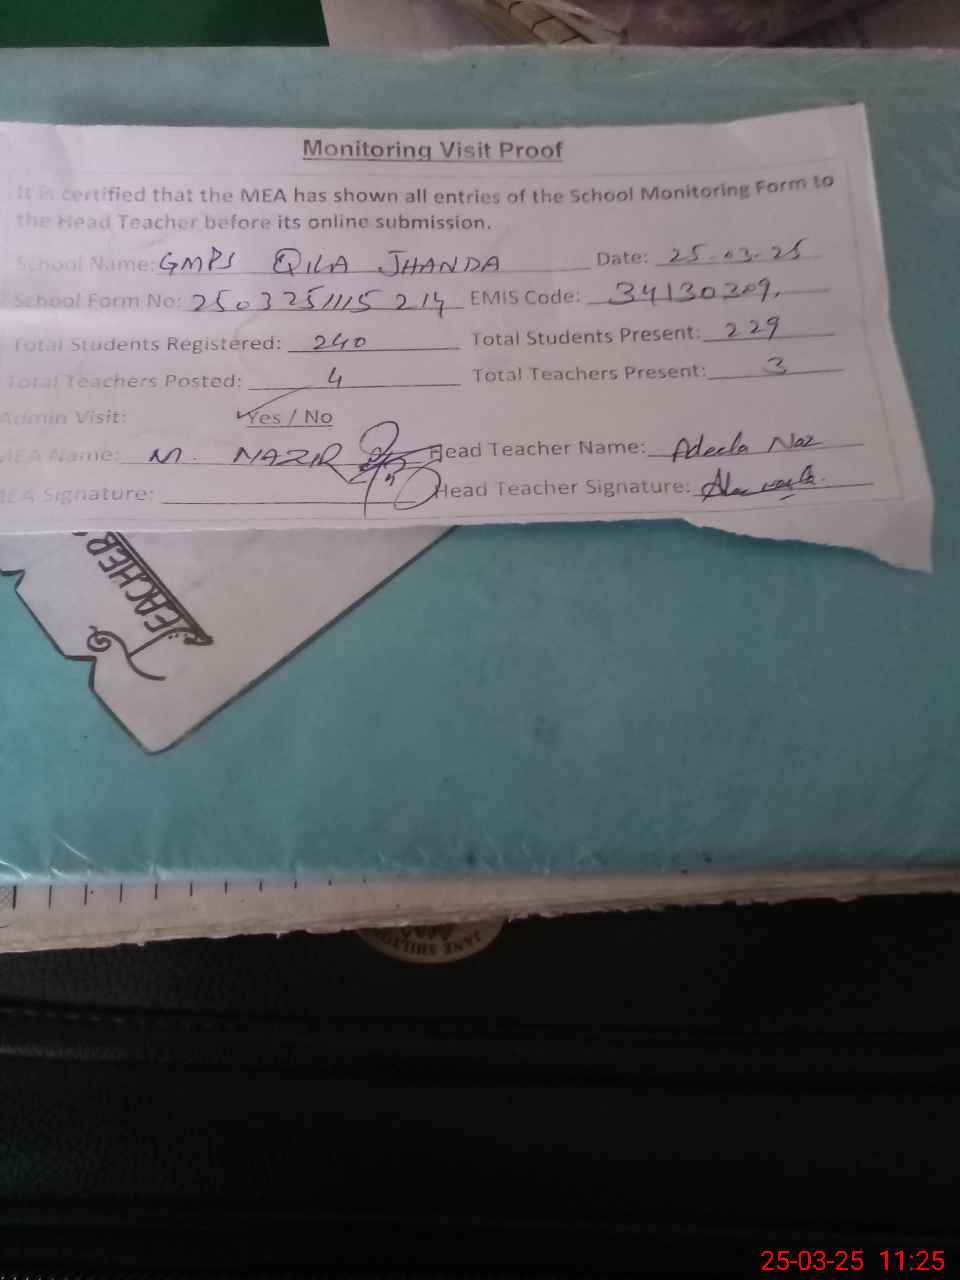 Monitoring Visit Proof
It is certified that the MEA has shown all entries of the School Monitoring Form to
the Head Teacher before its online submission.
School Name: GMPS QILA JHANDA Date: 25-03-25
School Form No: 2503251115214 EMIS Code: 34130309
Total Students Registered: 240 Total Students Present: 229
Total Teachers Posted: 4 Total Teachers Present: 3
Admin Visit: Yes / No
MEA Name: M. NAZIR Head Teacher Name: Adeela Naz
MEA Signature: Head Teacher Signature:
TEACHER
25-03-25 11:25